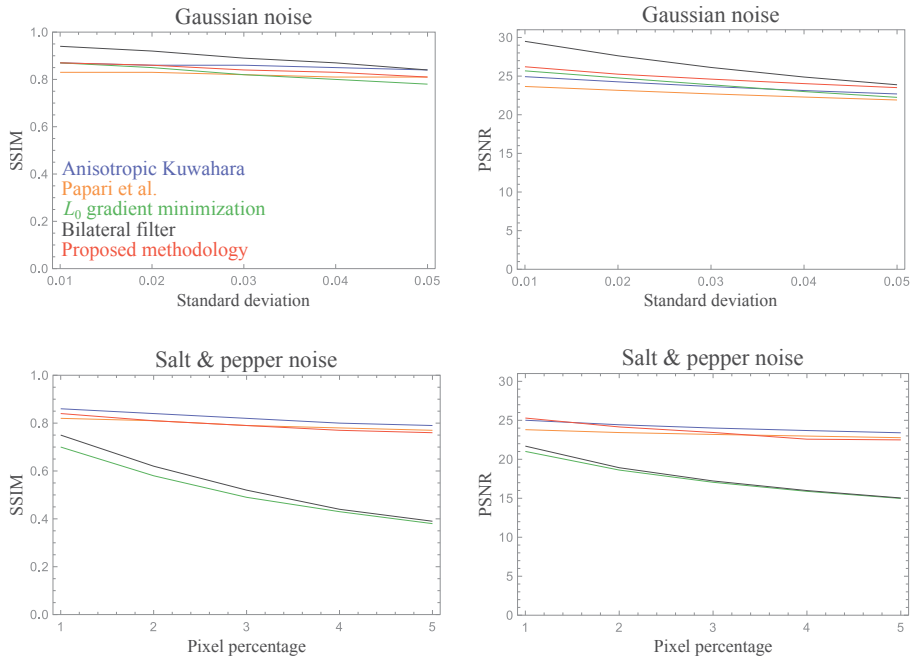 Gaussian noise
1.0
0.8
0.6
0.4
0.2
0.0
SSIM
Anisotropic Kuwahara
Papari et al.
L₀ gradient minimization
Bilateral filter
Proposed methodology
0.01 0.02 0.03 0.04 0.05
Standard deviation
Gaussian noise
30
25
20
15
10
5
0
PSNR
0.01 0.02 0.03 0.04 0.05
Standard deviation
Salt & pepper noise
1.0
0.8
0.6
0.4
0.2
0.0
SSIM
1 2 3 4 5
Pixel percentage
Salt & pepper noise
30
25
20
15
10
5
0
PSNR
1 2 3 4 5
Pixel percentage